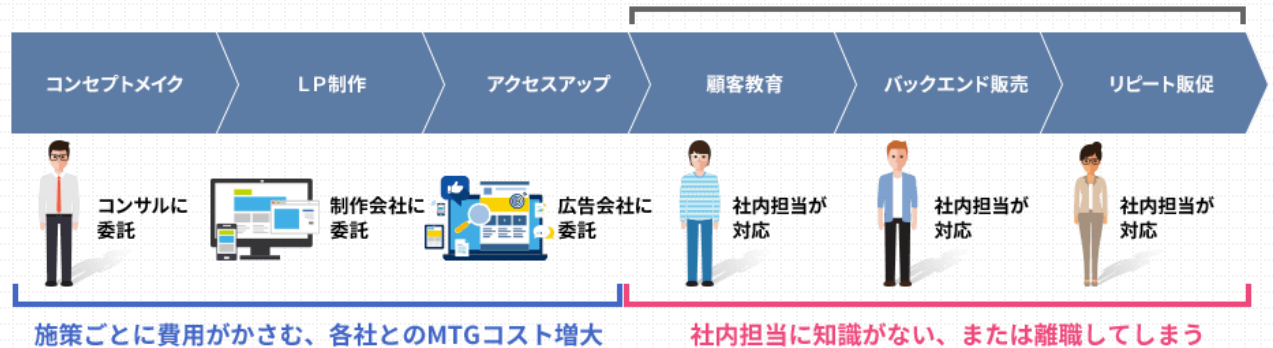 コンセプトメイク
ＬＰ制作
アクセスアップ
顧客教育
バックエンド販売
リピート販促
コンサルに
委託
制作会社に
委託
広告会社に
委託
社内担当が
対応
社内担当が
対応
社内担当が
対応
施策ごとに費用がかさむ、各社とのMTGコスト増大
社内担当に知識がない、または離職してしまう